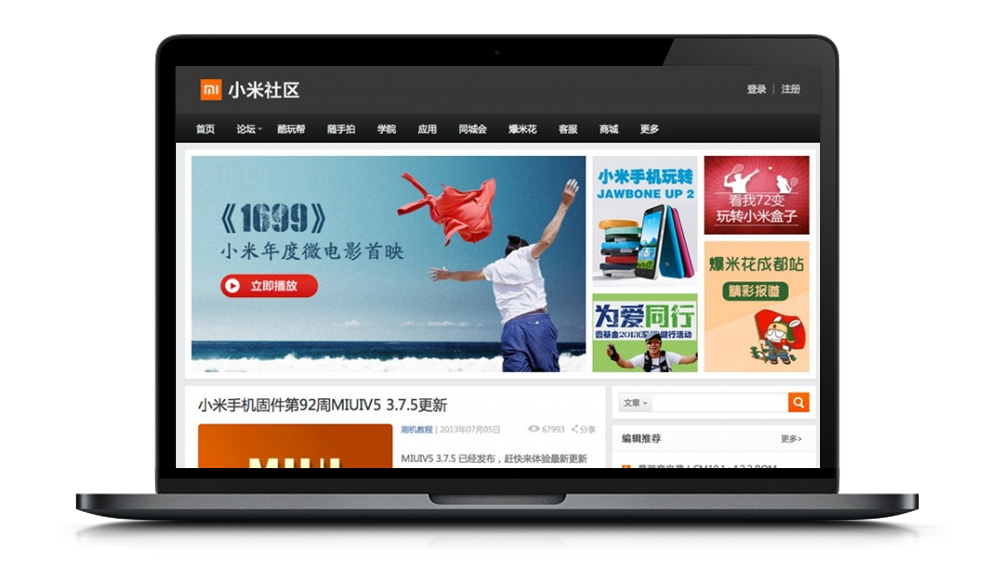 小米社区
登录 | 注册
首页 论坛 酷玩帮 随手拍 学院 应用 同城会 爆米花 客服 商城 更多
《1699》
小米年度微电影首映
立即播放
小米手机玩转
JAWBONE UP 2
为爱同行
健行活动
看我72变
玩转小米盒子
爆米花成都站
精彩报道
小米手机固件第92周MIUIV5 3.7.5更新
刷机教程 | 2013年07月05日 67993 分享
MIUI
MIUIV5 3.7.5 已经发布，赶快来体验最新更新
文章
编辑推荐 更多>